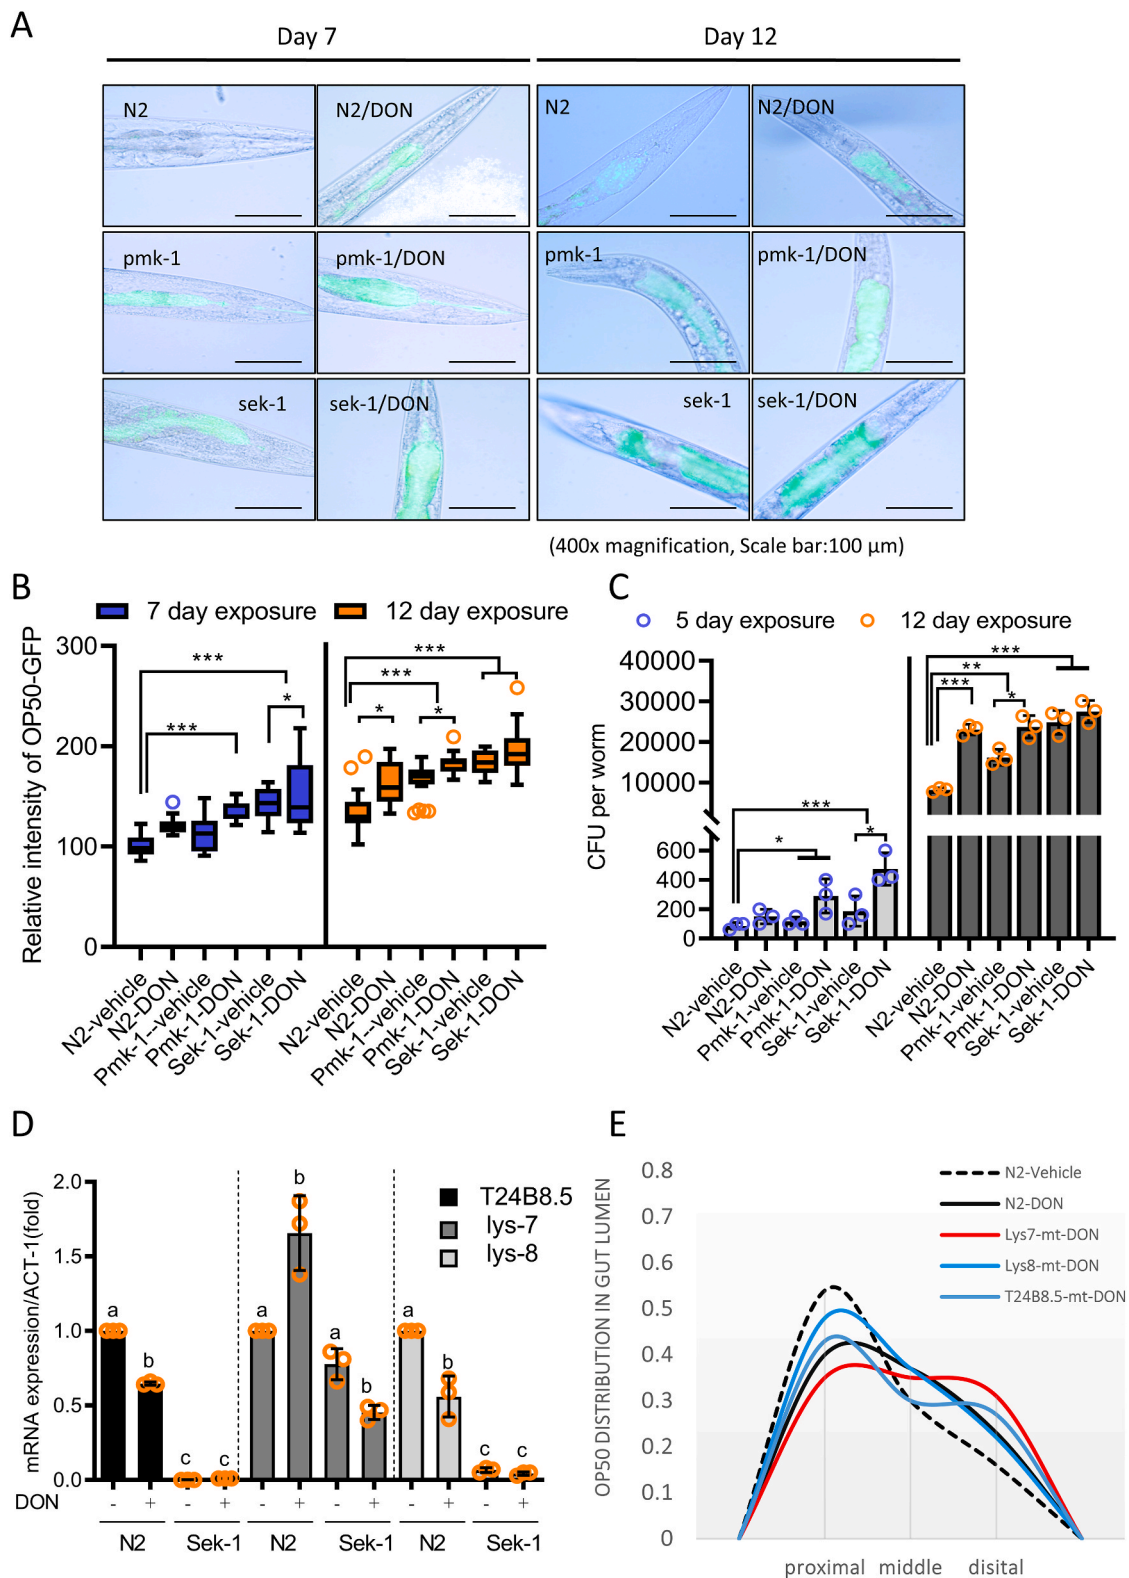 A
Day 7
Day 12
N2
N2/DON
N2
N2/DON
pmk-1
pmk-1/DON
pmk-1
pmk-1/DON
sek-1
sek-1/DON
sek-1
sek-1/DON
(400x magnification, Scale bar:100 μm)
B
7 day exposure
12 day exposure
Relative intensity of OP50-GFP
300
200
100
0
***
***
*
***
***
*
*
N2-vehicle
N2-DON
Pmk-1--vehicle
Pmk-1-DON
Sek-1-vehicle
Sek-1-DON
N2-vehicle
N2-DON
Pmk-1--vehicle
Pmk-1-DON
Sek-1-vehicle
Sek-1-DON
C
5 day exposure
12 day exposure
CFU per worm
40000
30000
20000
10000
600
400
200
0
***
*
*
***
**
***
*
N2-vehicle
N2-DON
Pmk-1-vehicle
Pmk-1-DON
Sek-1-vehicle
Sek-1-DON
N2-vehicle
N2-DON
Pmk-1-vehicle
Pmk-1-DON
Sek-1-vehicle
Sek-1-DON
D
mRNA expression/ACT-1(fold)
2.0
1.5
1.0
0.5
0.0
T24B8.5
lys-7
lys-8
a
b
c
c
a
b
a
b
a
b
c
c
DON
- + - + - + - + - + - +
N2
Sek-1
N2
Sek-1
N2
Sek-1
E
OP50 DISTRIBUTION IN GUT LUMEN
0.8
0.7
0.6
0.5
0.4
0.3
0.2
0.1
0
N2-Vehicle
N2-DON
Lys7-mt-DON
Lys8-mt-DON
T24B8.5-mt-DON
proximal middle disital